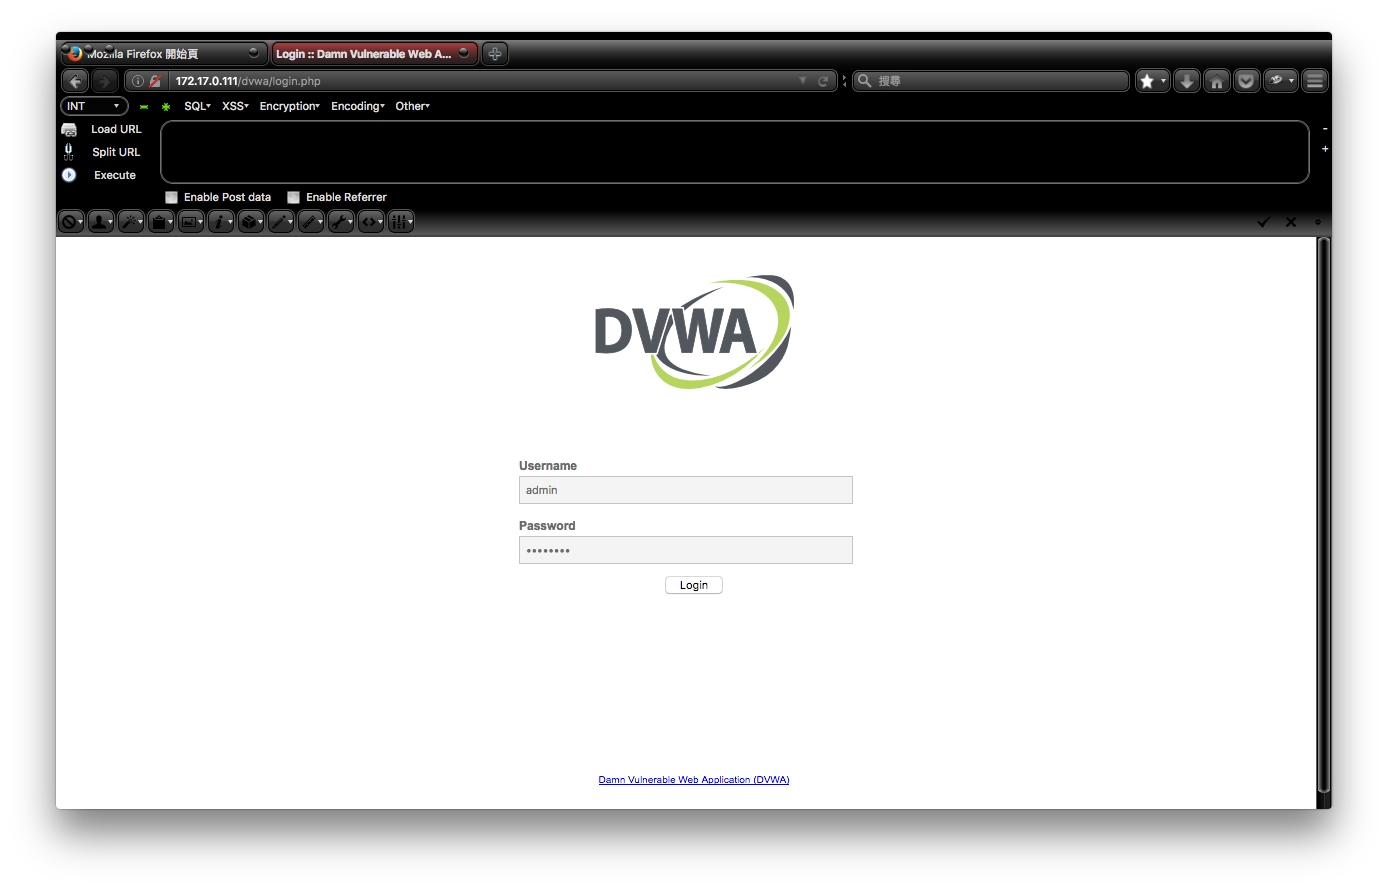 Mozilla Firefox 開始頁
Login :: Damn Vulnerable Web A...
172.17.0.111/dvwa/login.php
搜尋
INT
SQL
XSS
Encryption
Encoding
Other
Load URL
Split URL
Execute
Enable Post data
Enable Referrer
DVWA
Username
admin
Password
••••••••
Login
Damn Vulnerable Web Application (DVWA)